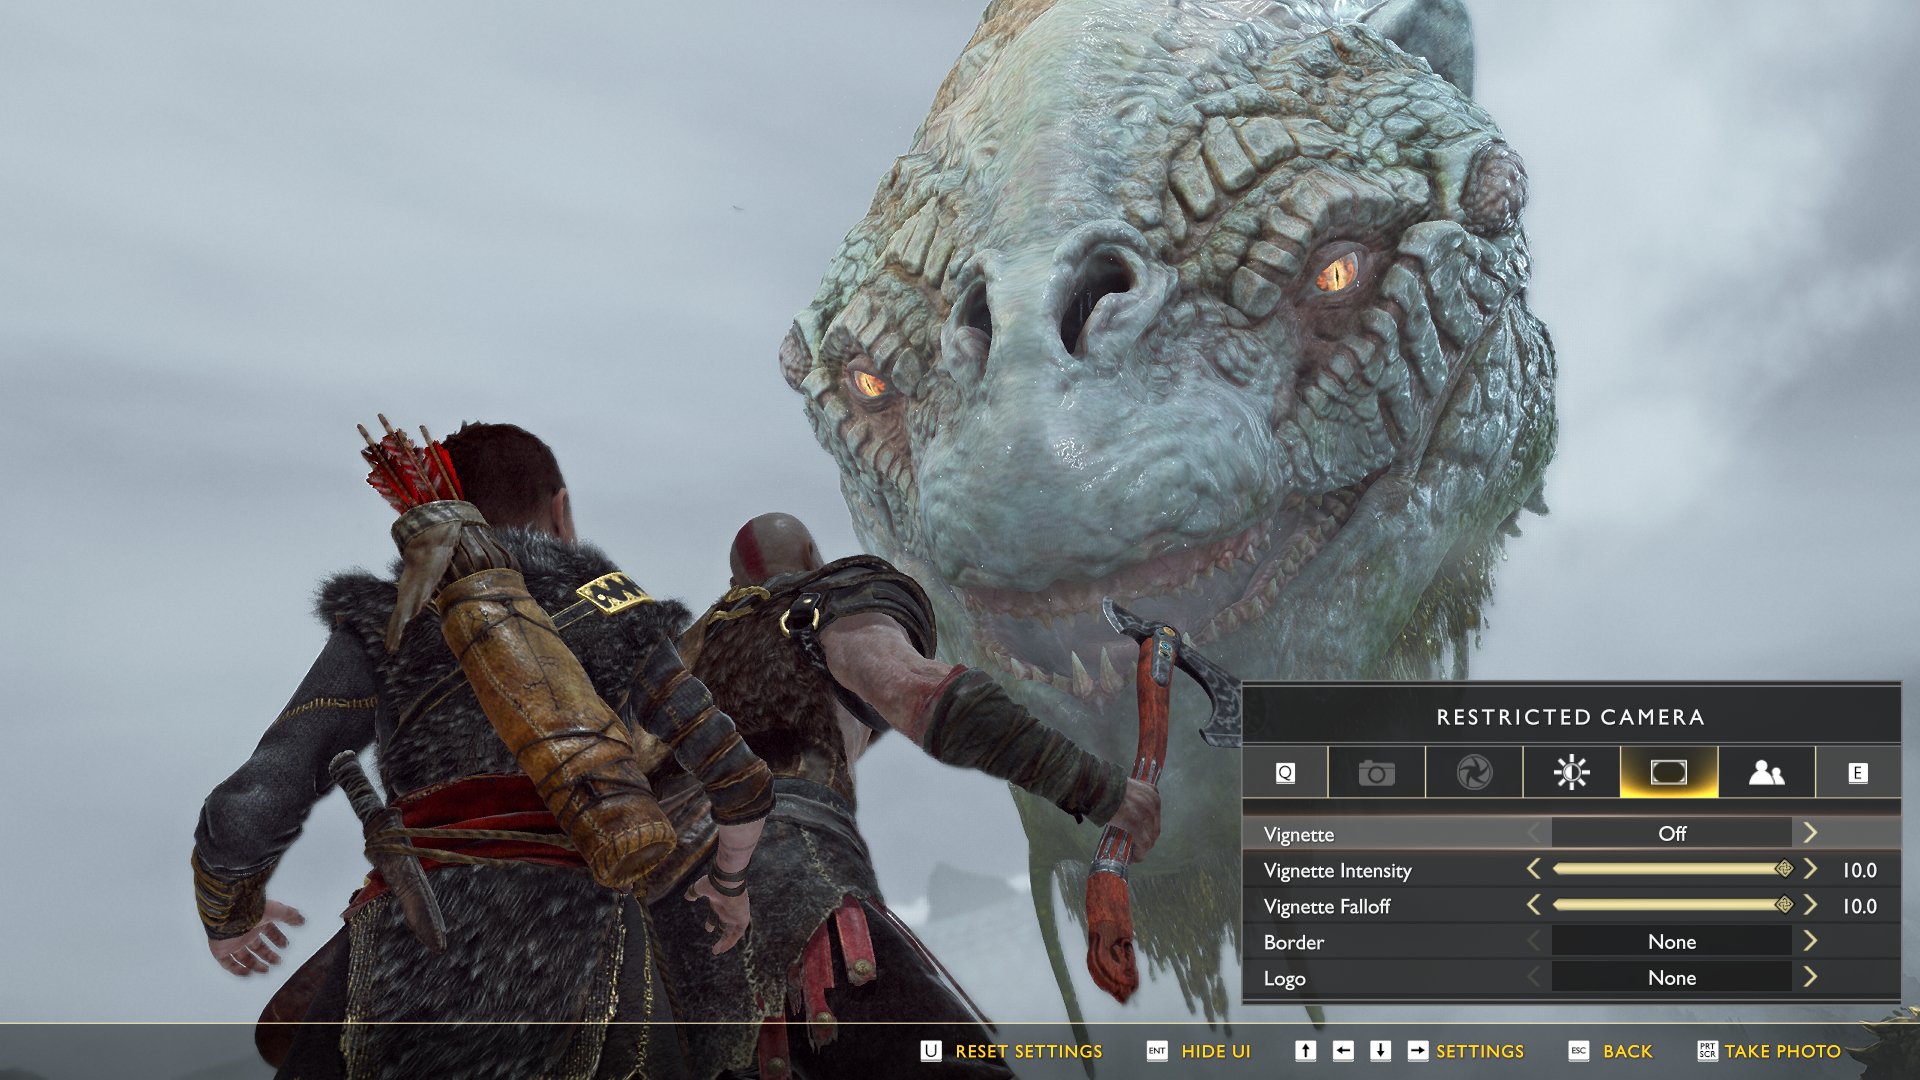 RESTRICTED CAMERA
Q E
Vignette Off
Vignette Intensity 10.0
Vignette Falloff 10.0
Border None
Logo None
U RESET SETTINGS ENT HIDE UI SETTINGS ESC BACK PRT SCR TAKE PHOTO